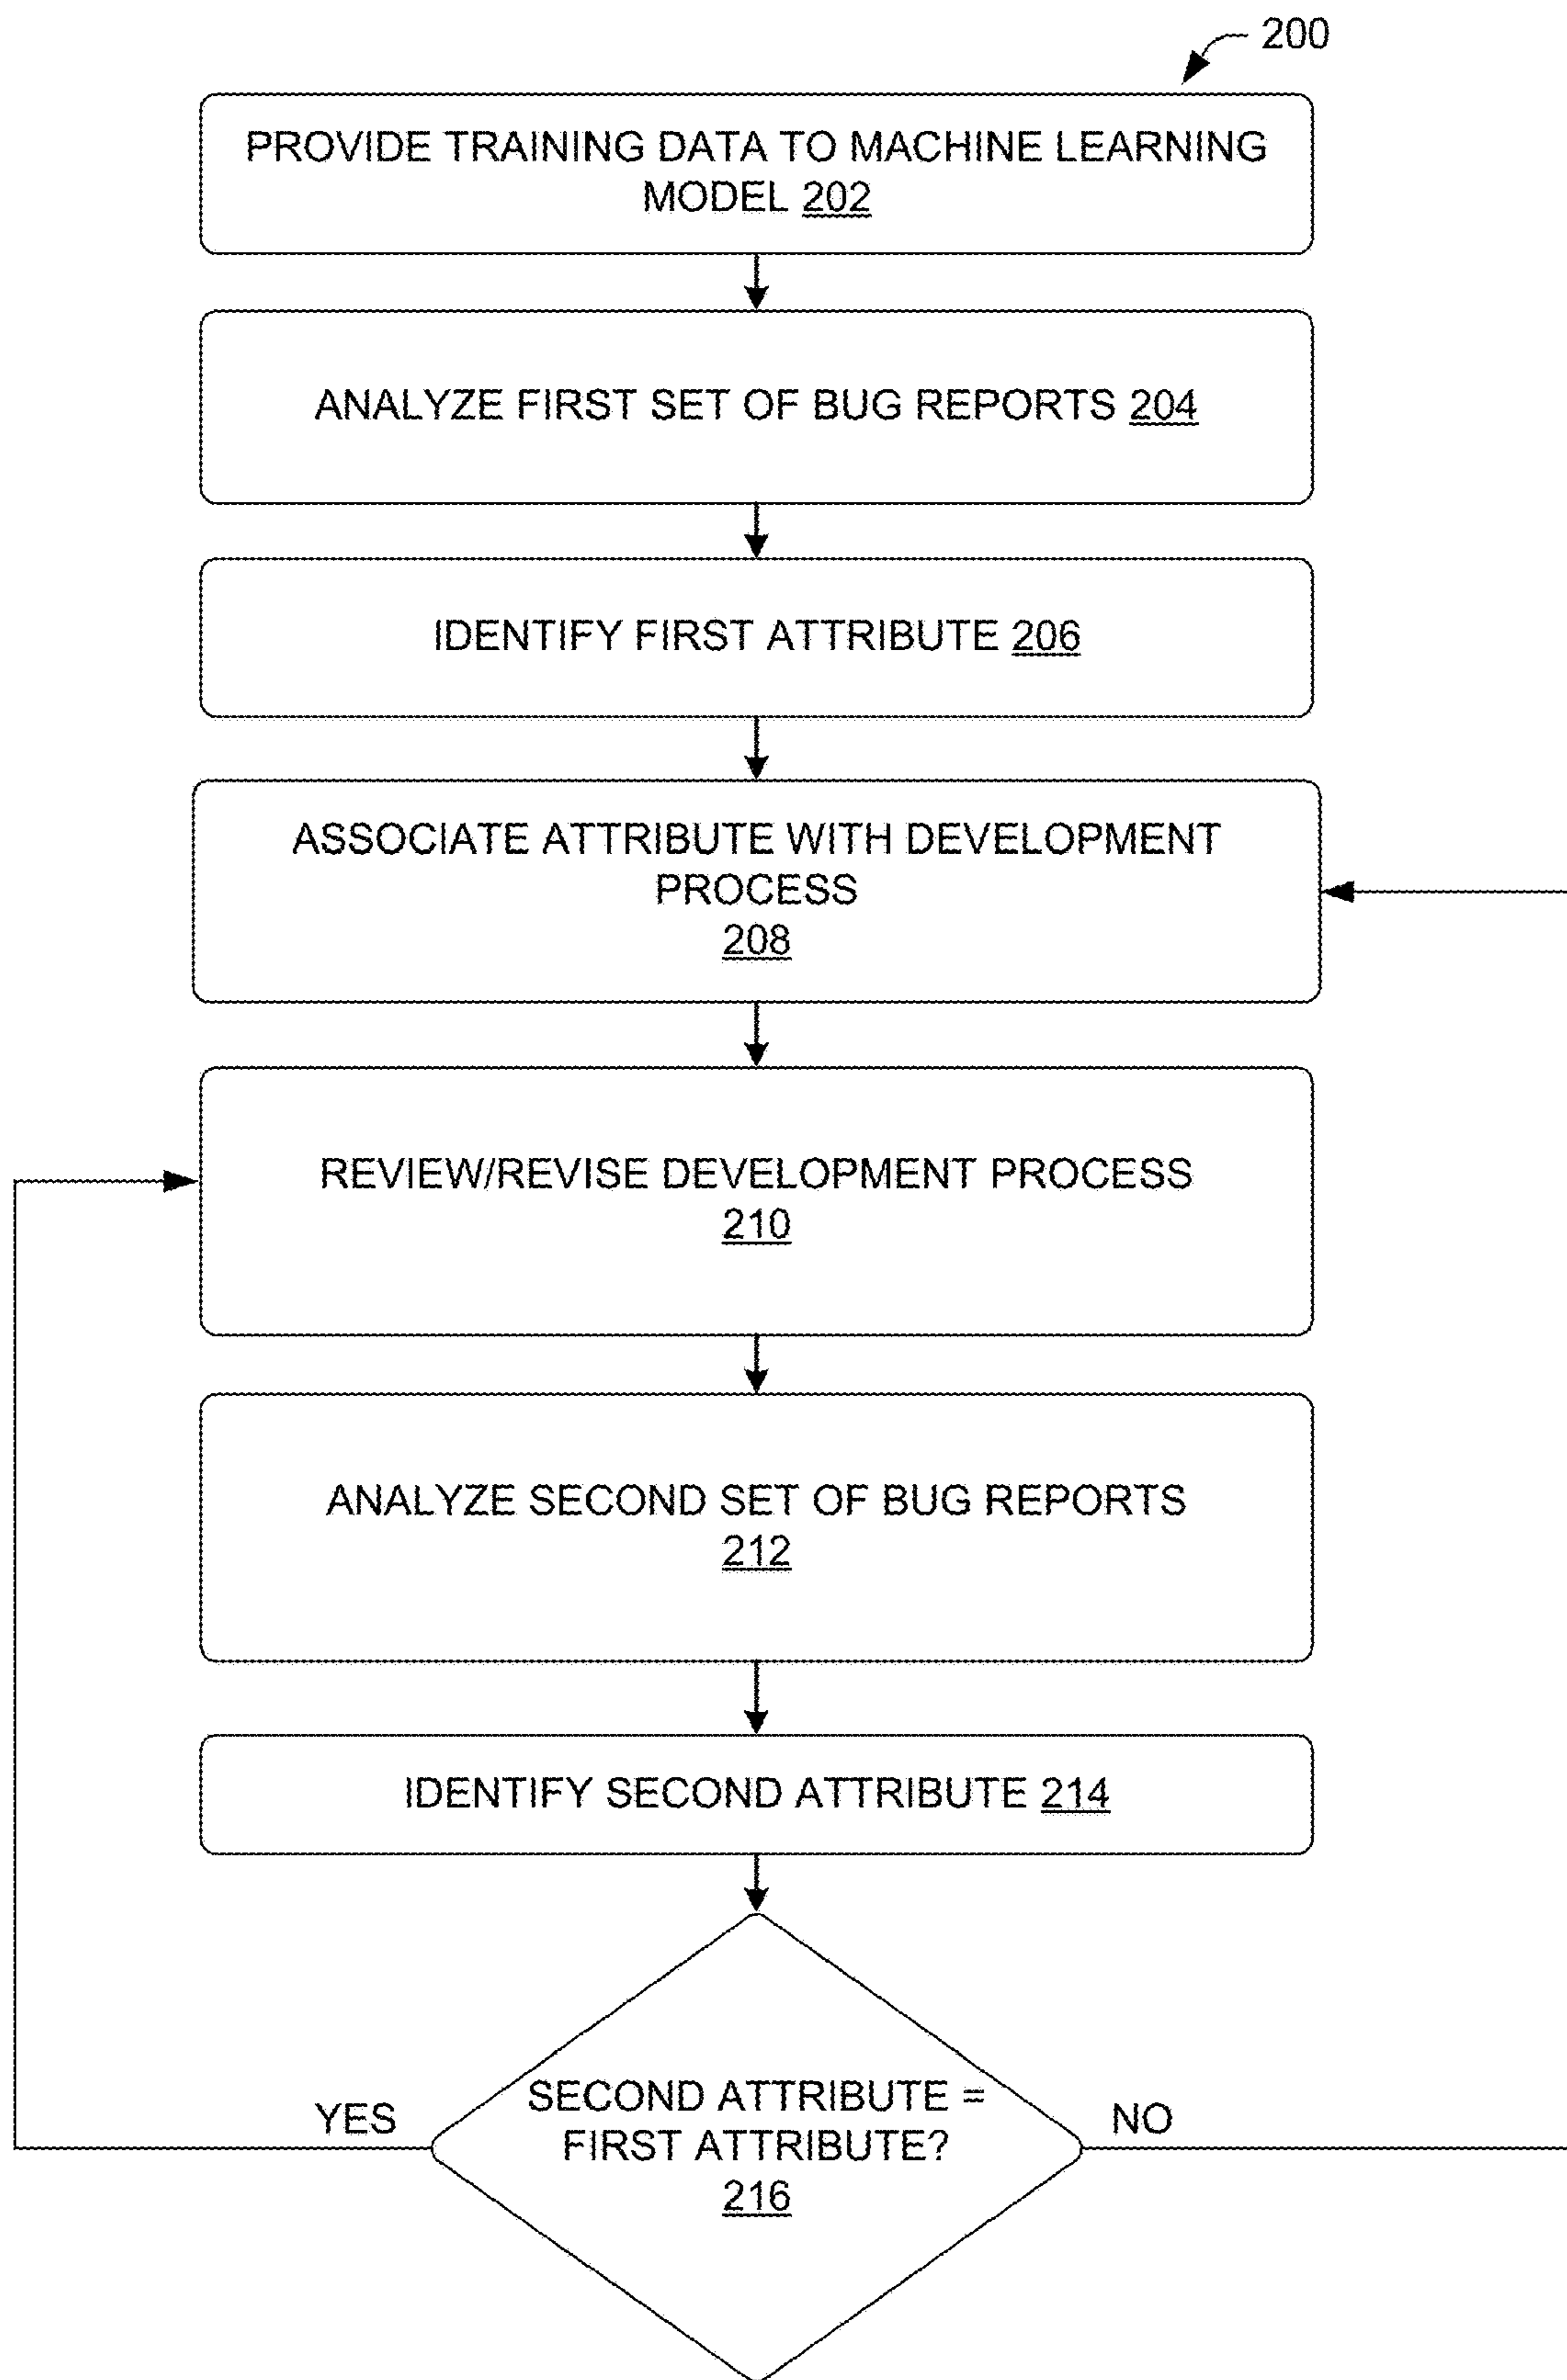 200
PROVIDE TRAINING DATA TO MACHINE LEARNING
MODEL 202
ANALYZE FIRST SET OF BUG REPORTS 204
IDENTIFY FIRST ATTRIBUTE 206
ASSOCIATE ATTRIBUTE WITH DEVELOPMENT
PROCESS
208
REVIEW/REVISE DEVELOPMENT PROCESS
210
ANALYZE SECOND SET OF BUG REPORTS
212
IDENTIFY SECOND ATTRIBUTE 214
SECOND ATTRIBUTE =
FIRST ATTRIBUTE?
216
YES
NO